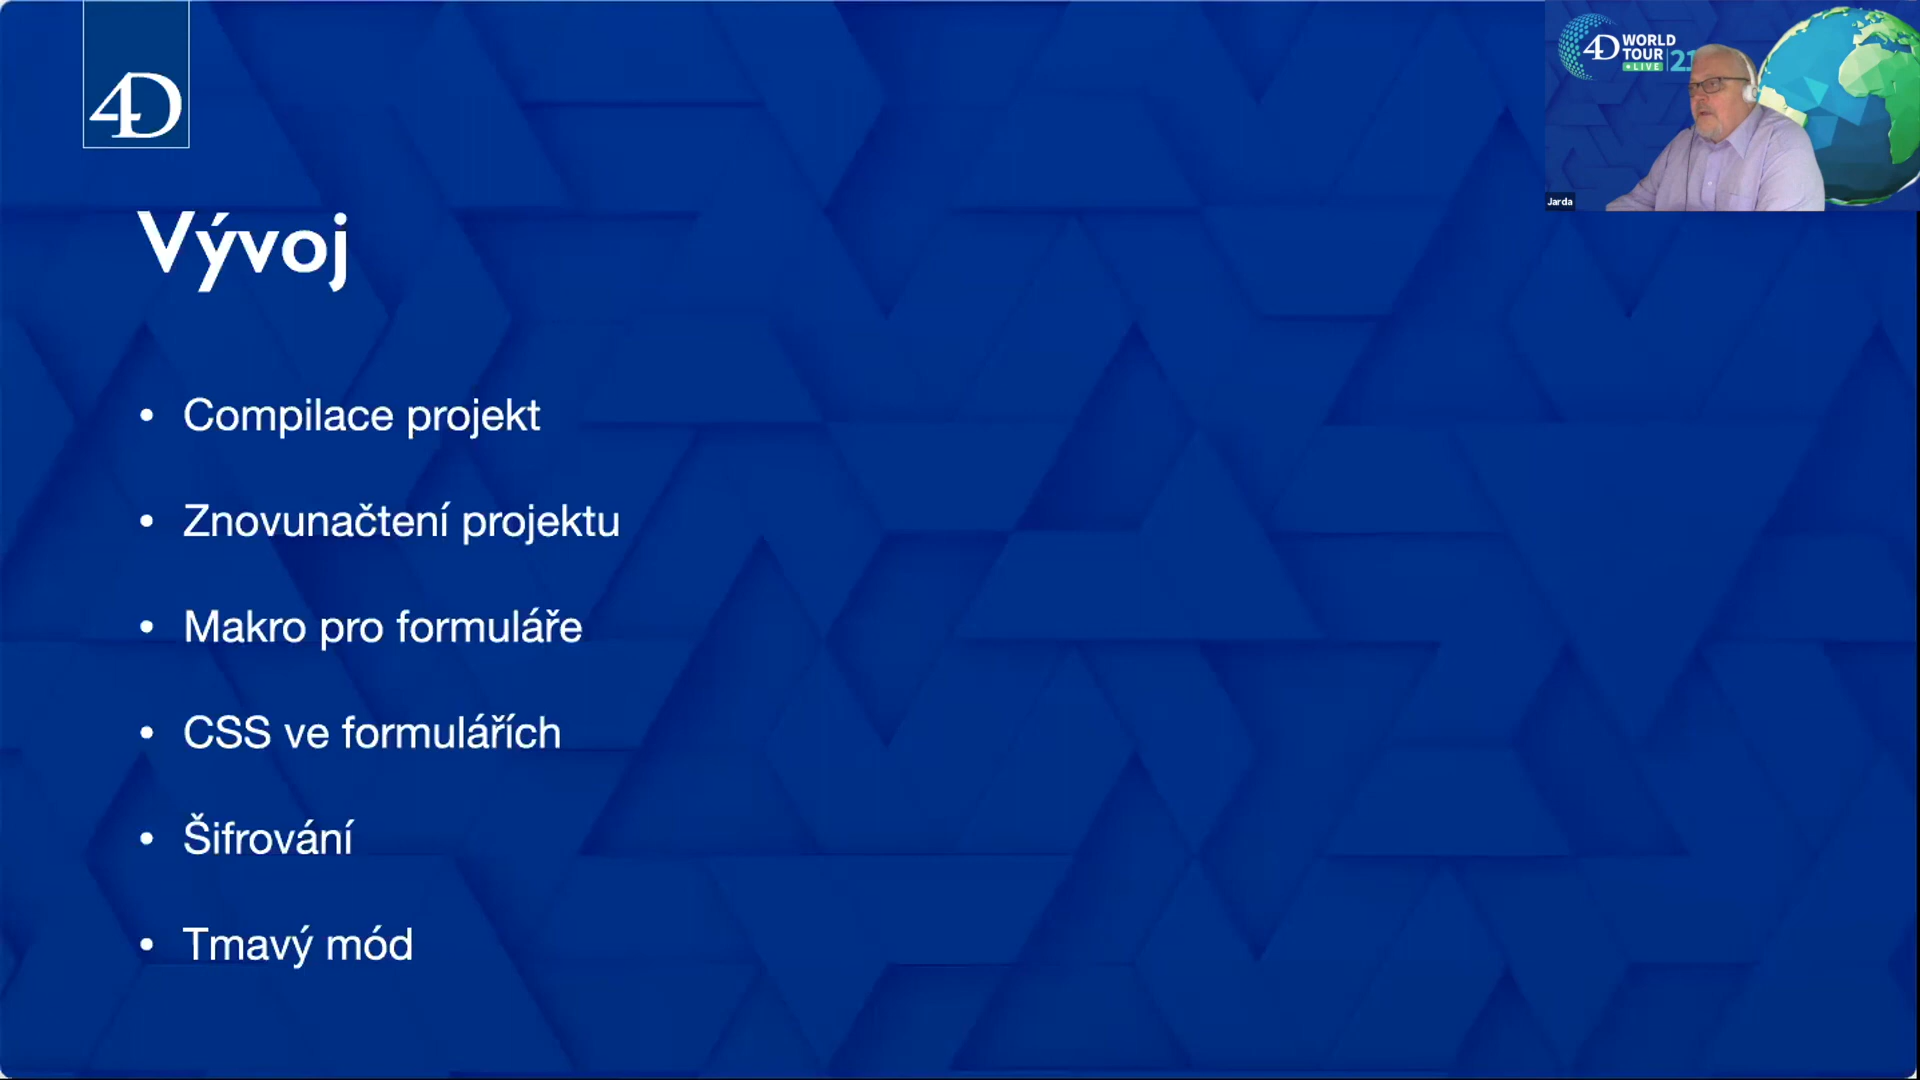 4D
4D WORLD
TOUR
LIVE 21
Jarda
Vývoj
• Compilace projekt
• Znovunačtení projektu
• Makro pro formuláře
• CSS ve formulářích
• Šifrování
• Tmavý mód